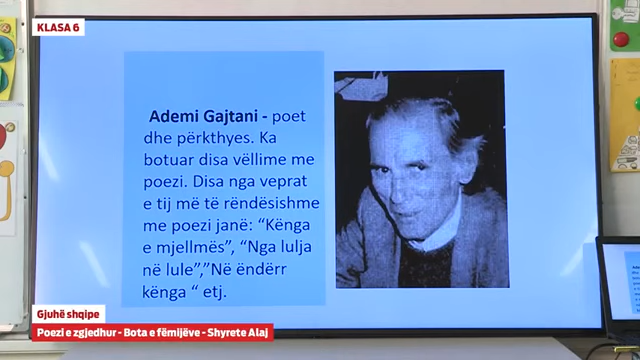 KLASA 6
Ademi Gajtani - poet
dhe përkthyes. Ka
botuar disa vëllime me
poezi. Disa nga veprat
e tij më të rëndësishme
me poezi janë: “Kënga
e mjellmës”, “Nga lulja
në lule”,”Në ëndërr
kënga “ etj.
Gjuhë shqipe
Poezi e zgjedhur - Bota e fëmijëve - Shyrete Alaj